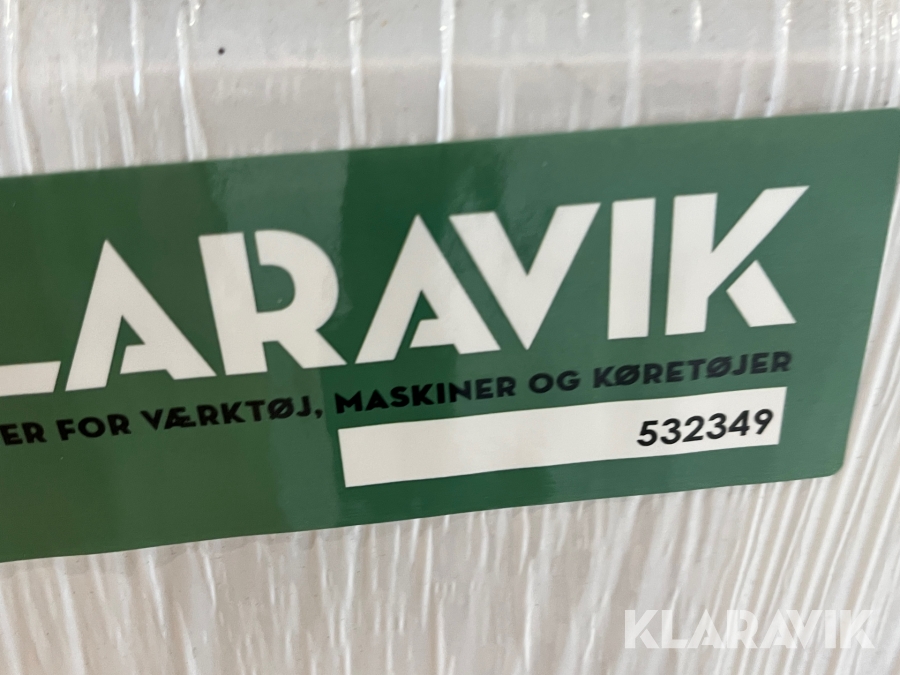 LARAVIK
ER FOR VÆRKTØJ, MASKINER OG KØRETØJER
532349
KLARAVIK